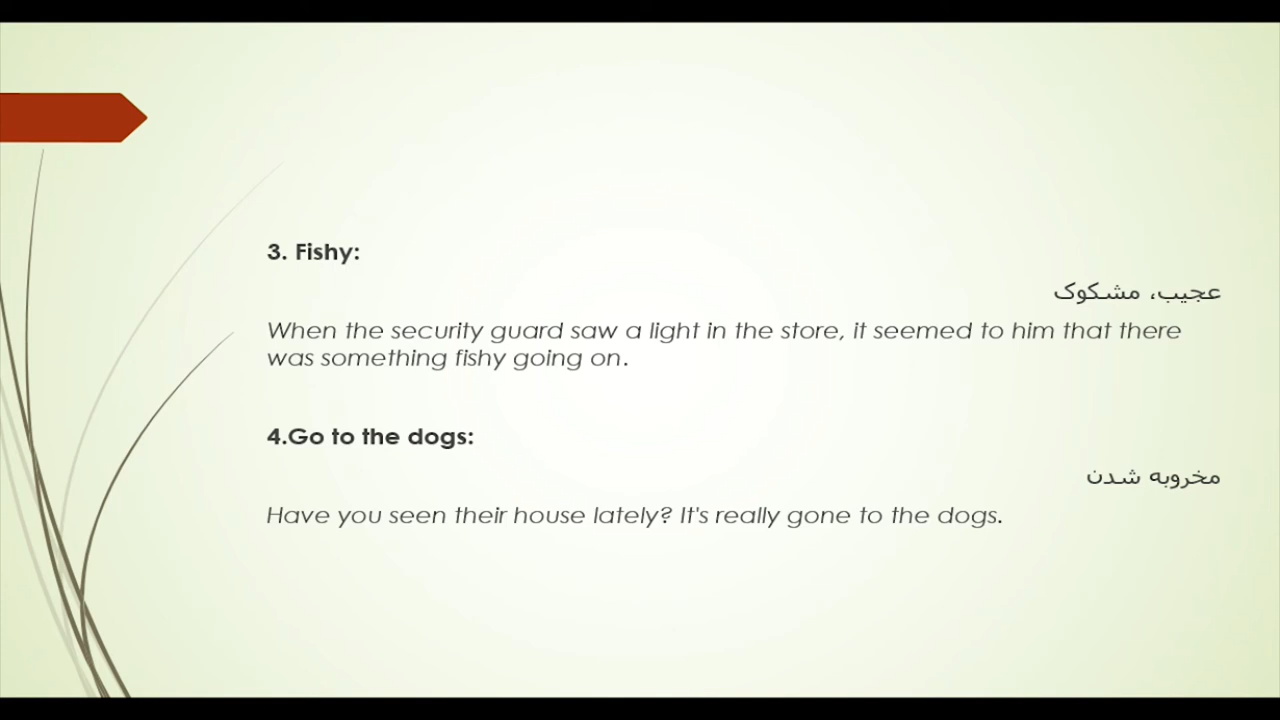 3. Fishy:
عجیب، مشکوک
When the security guard saw a light in the store, it seemed to him that there
was something fishy going on.
4.Go to the dogs:
مخروبه شدن
Have you seen their house lately? It's really gone to the dogs.